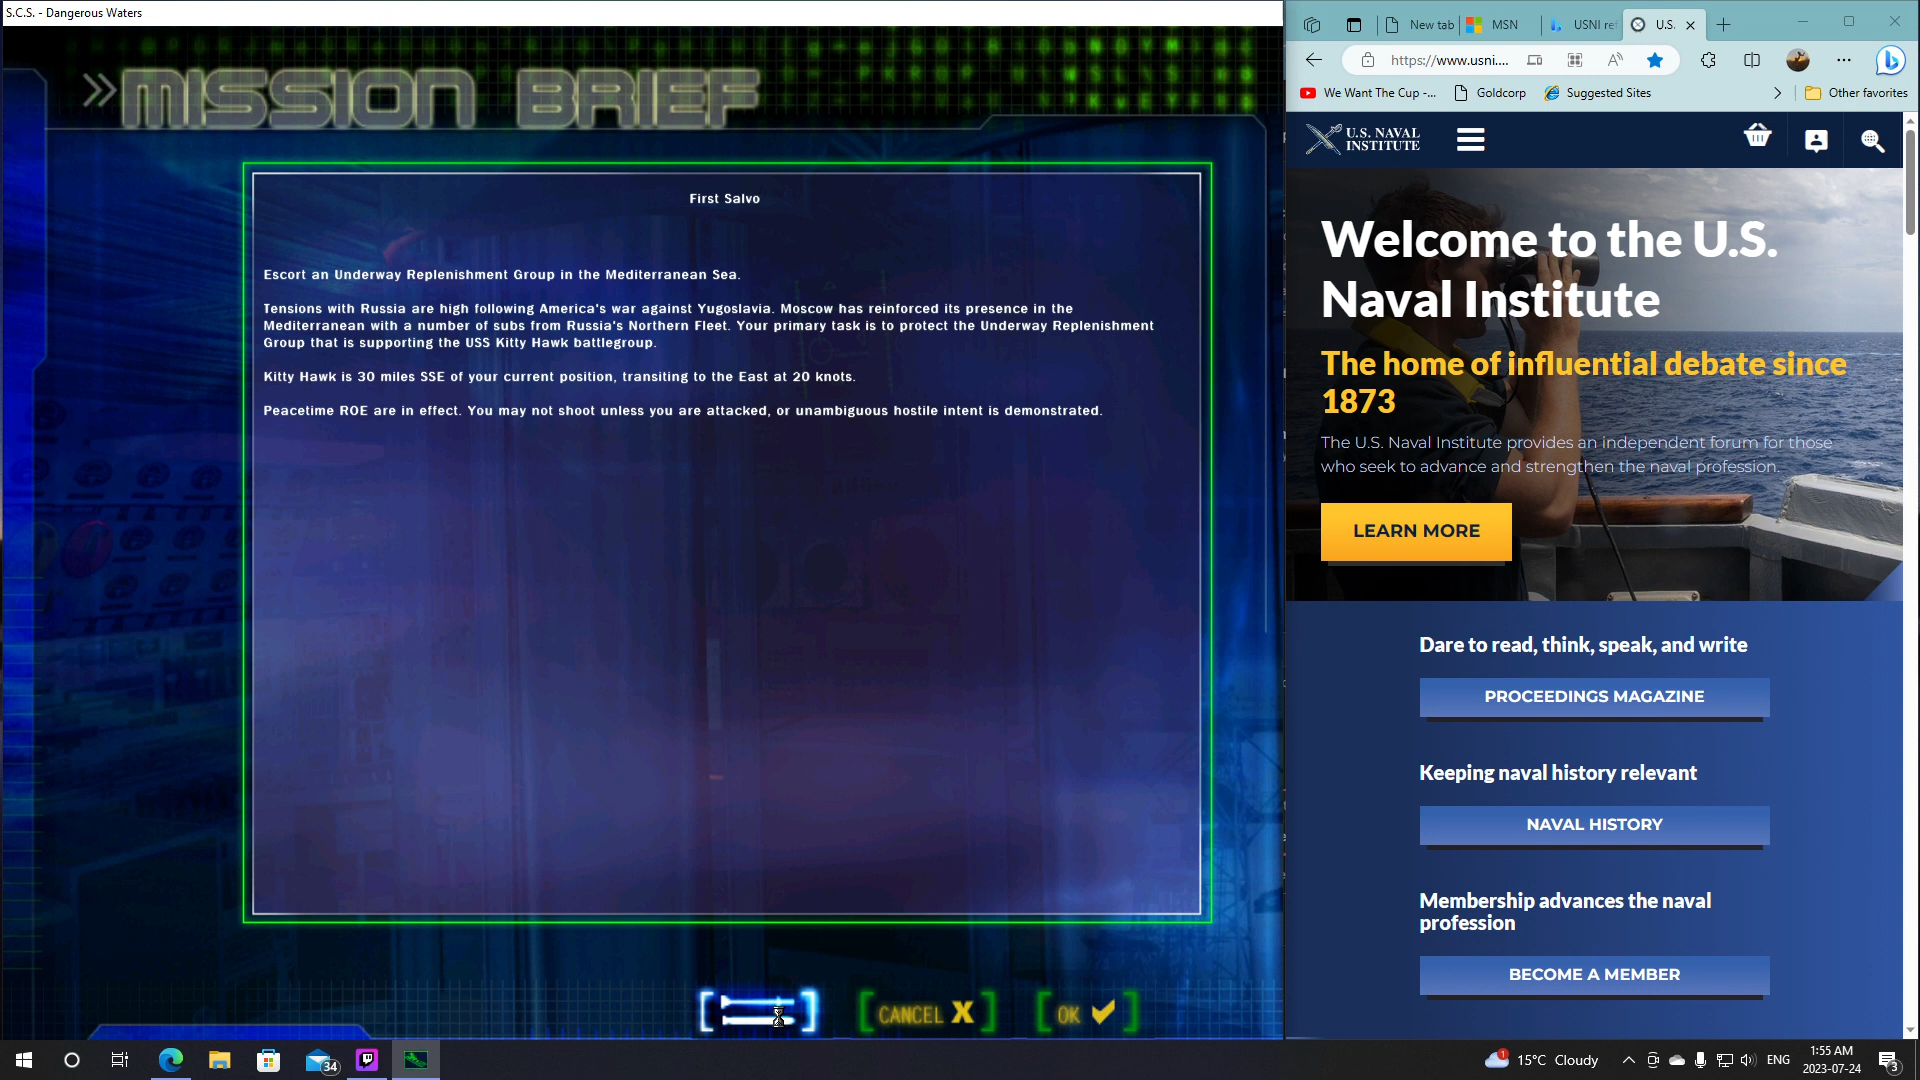 S.C.S. - Dangerous Waters
MISSION BRIEF
First Salvo
Escort an Underway Replenishment Group in the Mediterranean Sea.
Tensions with Russia are high following America's war against Yugoslavia. Moscow has reinforced its presence in the
Mediterranean with a number of subs from Russia's Northern Fleet. Your primary task is to protect the Underway Replenishment
Group that is supporting the USS Kitty Hawk battlegroup.
Kitty Hawk is 30 miles SSE of your current position, transiting to the East at 20 knots.
Peacetime ROE are in effect. You may not shoot unless you are attacked, or unambiguous hostile intent is demonstrated.
CANCEL X
OK
New tab
MSN
USNI
U.S.
https://www.usni....
We Want The Cup -...
Goldcorp
Suggested Sites
Other favorites
U.S. NAVAL
INSTITUTE
Welcome to the U.S.
Naval Institute
The home of influential debate since
1873
The U.S. Naval Institute provides an independent forum for those
who seek to advance and strengthen the naval profession.
LEARN MORE
Dare to read, think, speak, and write
PROCEEDINGS MAGAZINE
Keeping naval history relevant
NAVAL HISTORY
Membership advances the naval
profession
BECOME A MEMBER
34
1
15°C Cloudy
ENG
1:55 AM
2023-07-24
3